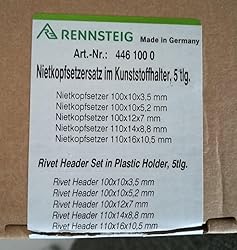 RENNSTEIG
Made in Germany
Art.-Nr.: 446 100 0
Nietkopfsetzersatz im Kunststoffhalter, 5 tlg.
Nietkopfsetzer 100x10x3,5 mm
Nietkopfsetzer 100x10x5,2 mm
Nietkopfsetzer 100x12x7 mm
Nietkopfsetzer 110x14x8,8 mm
Nietkopfsetzer 110x16x10,5 mm
Rivet Header Set in Plastic Holder, 5tlg.
Rivet Header 100x10x3,5 mm
Rivet Header 100x10x5,2 mm
Rivet Header 100x12x7 mm
Rivet Header 110x14x8,8 mm
Rivet Header 110x16x10,5 mm